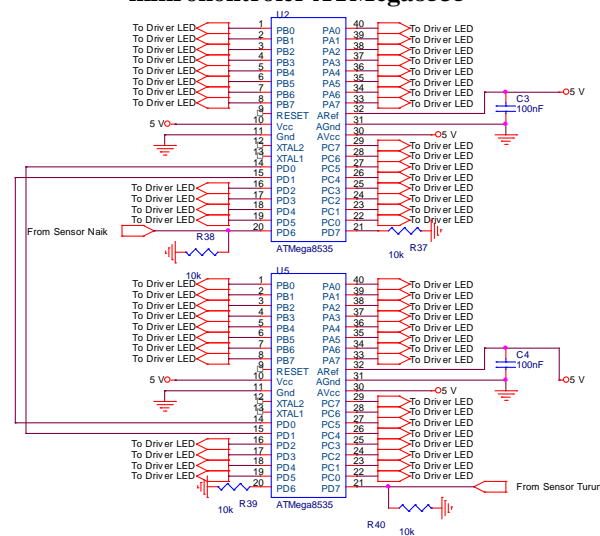 mikrokontroler ATMega8535
U2
To Driver LED 1 PB0 PA0 40 To Driver LED
To Driver LED 2 PB1 PA1 39 To Driver LED
To Driver LED 3 PB2 PA2 38 To Driver LED
To Driver LED 4 PB3 PA3 37 To Driver LED
To Driver LED 5 PB4 PA4 36 To Driver LED
To Driver LED 6 PB5 PA5 35 To Driver LED
To Driver LED 7 PB6 PA6 34 To Driver LED
To Driver LED 8 PB7 PA7 33 To Driver LED
5 V
C3
100nF
9 RESET ARef 32
5 V 10 Vcc AGnd 31
11 Gnd AVcc 30 5 V
12 XTAL2 PC7 29 To Driver LED
13 XTAL1 PC6 28 To Driver LED
14 PD0 PC5 27 To Driver LED
15 PD1 PC4 26 To Driver LED
To Driver LED 16 PD2 PC3 25 To Driver LED
To Driver LED 17 PD3 PC2 24 To Driver LED
To Driver LED 18 PD4 PC1 23 To Driver LED
To Driver LED 19 PD5 PC0 22 To Driver LED
From Sensor Naik 20 PD6 PD7 21
R38
10k
ATMega8535
R37
10k
U5
To Driver LED 1 PB0 PA0 40 To Driver LED
To Driver LED 2 PB1 PA1 39 To Driver LED
To Driver LED 3 PB2 PA2 38 To Driver LED
To Driver LED 4 PB3 PA3 37 To Driver LED
To Driver LED 5 PB4 PA4 36 To Driver LED
To Driver LED 6 PB5 PA5 35 To Driver LED
To Driver LED 7 PB6 PA6 34 To Driver LED
To Driver LED 8 PB7 PA7 33 To Driver LED
C4
100nF
9 RESET ARef 32
5 V 10 Vcc AGnd 31 5 V
11 Gnd AVcc 30 5 V
12 XTAL2 PC7 29 To Driver LED
13 XTAL1 PC6 28 To Driver LED
14 PD0 PC5 27 To Driver LED
15 PD1 PC4 26 To Driver LED
To Driver LED 16 PD2 PC3 25 To Driver LED
To Driver LED 17 PD3 PC2 24 To Driver LED
To Driver LED 18 PD4 PC1 23 To Driver LED
To Driver LED 19 PD5 PC0 22 To Driver LED
20 PD6 PD7 21 From Sensor Turun
R39
10k
ATMega8535
R40
10k